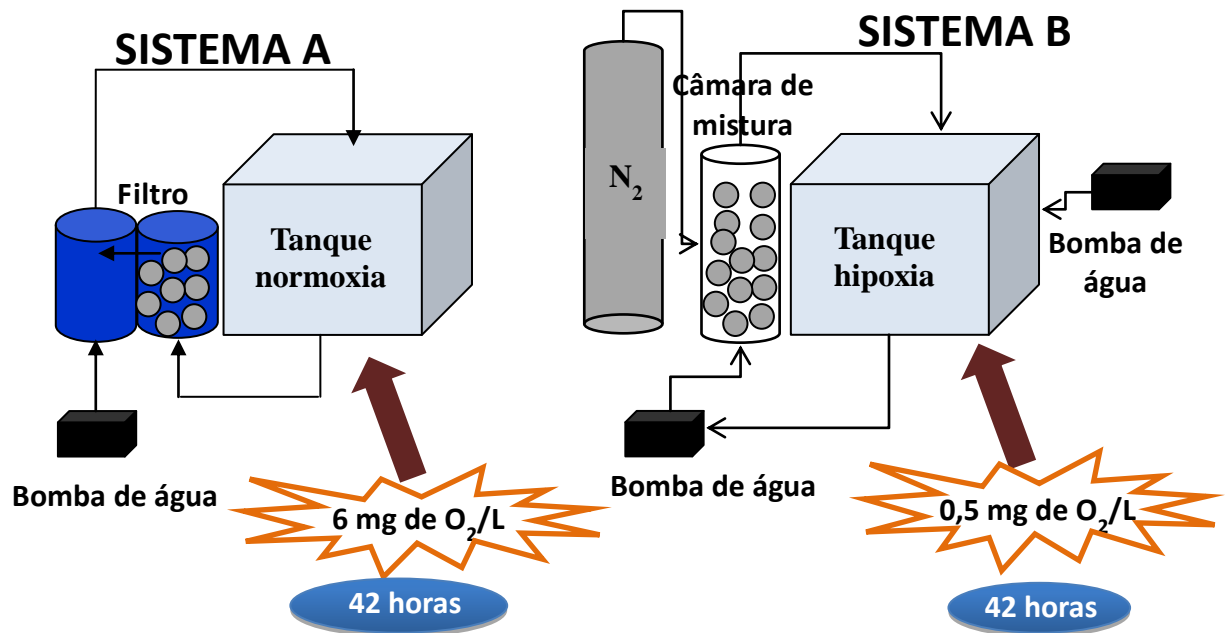 SISTEMA A
Filtro
Tanque
normoxia
Bomba de água
6 mg de O₂/L
42 horas
SISTEMA B
Câmara de
mistura
N₂
Tanque
hipoxia
Bomba de
água
Bomba de água
0,5 mg de O₂/L
42 horas